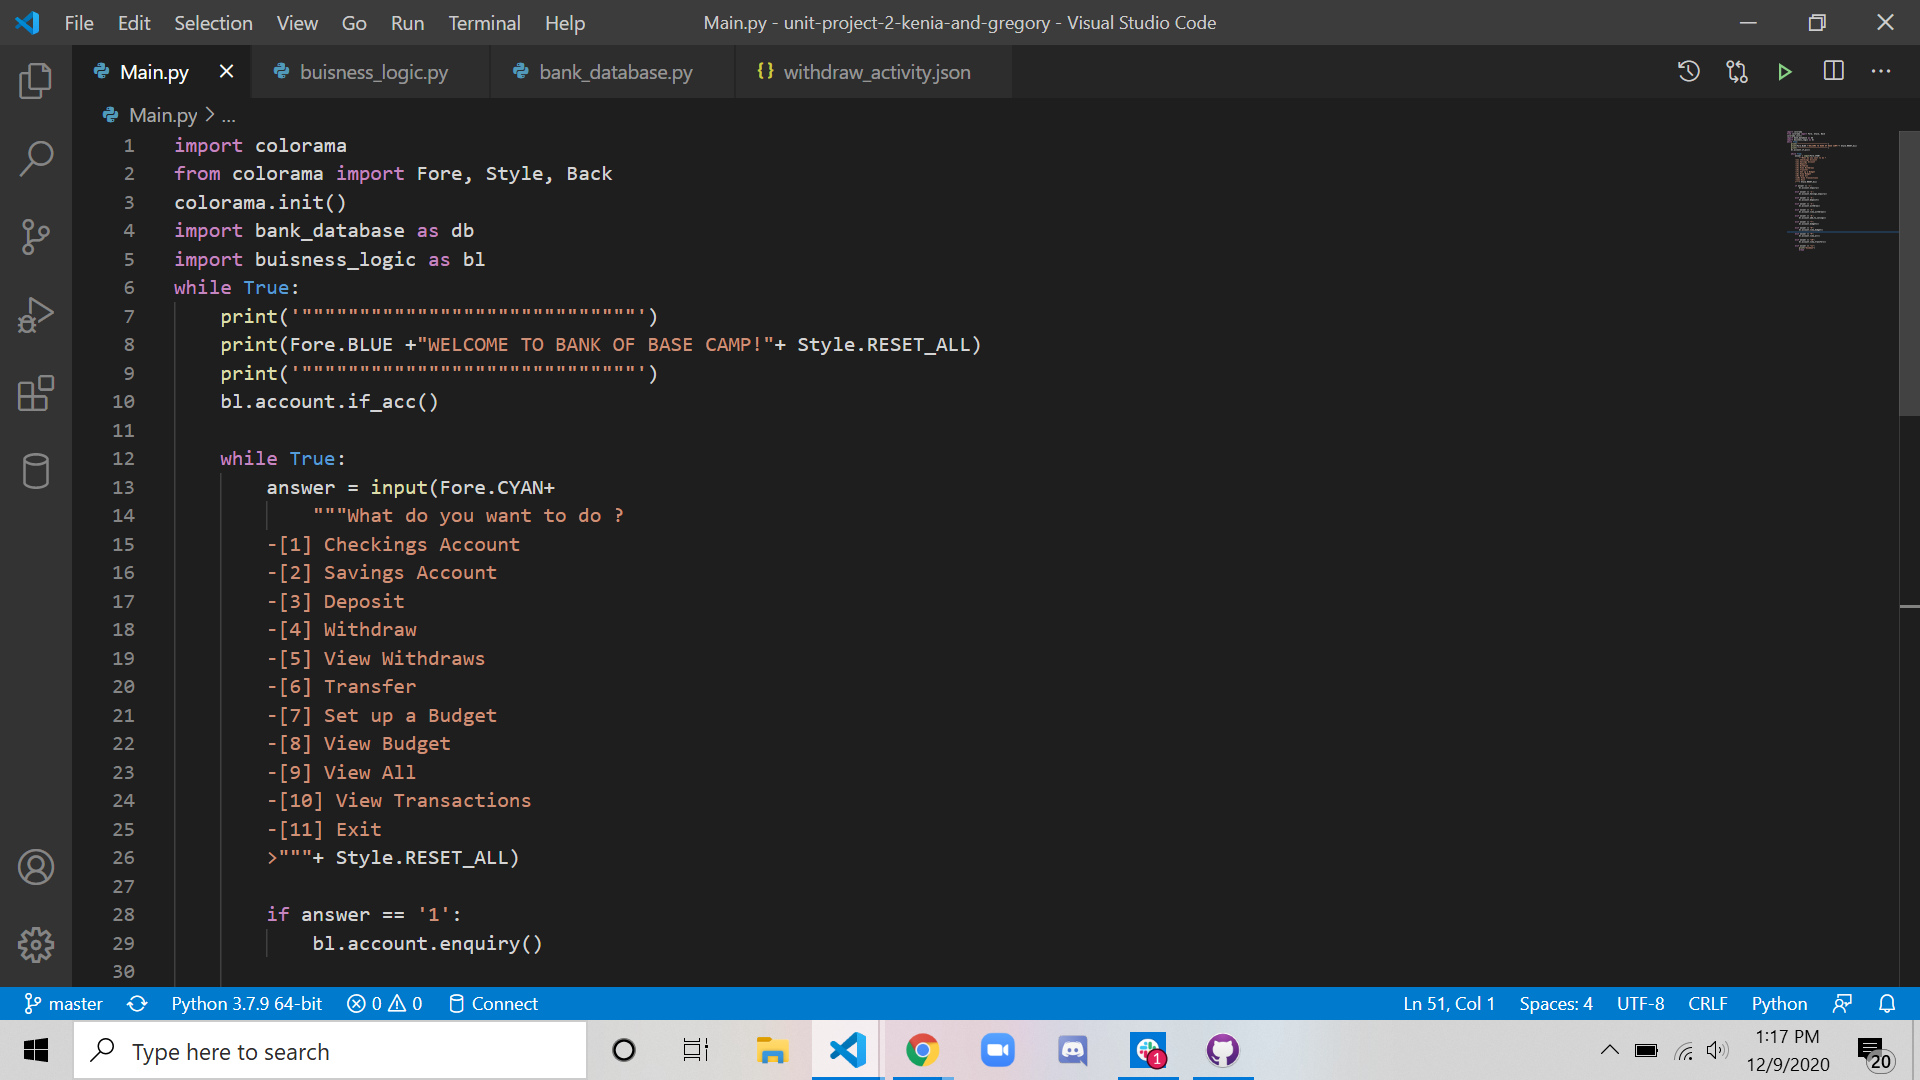 File Edit Selection View Go Run Terminal Help Main.py - unit-project-2-kenia-and-gregory - Visual Studio Code
Main.py buisness_logic.py bank_database.py withdraw_activity.json
Main.py > ...
1 import colorama
2 from colorama import Fore, Style, Back
3 colorama.init()
4 import bank_database as db
5 import buisness_logic as bl
6 while True:
7 print('"""""""""""""""""""""""""""""')
8 print(Fore.BLUE +"WELCOME TO BANK OF BASE CAMP!"+ Style.RESET_ALL)
9 print('"""""""""""""""""""""""""""""')
10 bl.account.if_acc()
11
12 while True:
13 answer = input(Fore.CYAN+
14 """What do you want to do ?
15 -[1] Checkings Account
16 -[2] Savings Account
17 -[3] Deposit
18 -[4] Withdraw
19 -[5] View Withdraws
20 -[6] Transfer
21 -[7] Set up a Budget
22 -[8] View Budget
23 -[9] View All
24 -[10] View Transactions
25 -[11] Exit
26 >"""+ Style.RESET_ALL)
27
28 if answer == '1':
29 bl.account.enquiry()
30
master Python 3.7.9 64-bit 0 0 Connect Ln 51, Col 1 Spaces: 4 UTF-8 CRLF Python
Type here to search 1 1:17 PM
12/9/2020 20